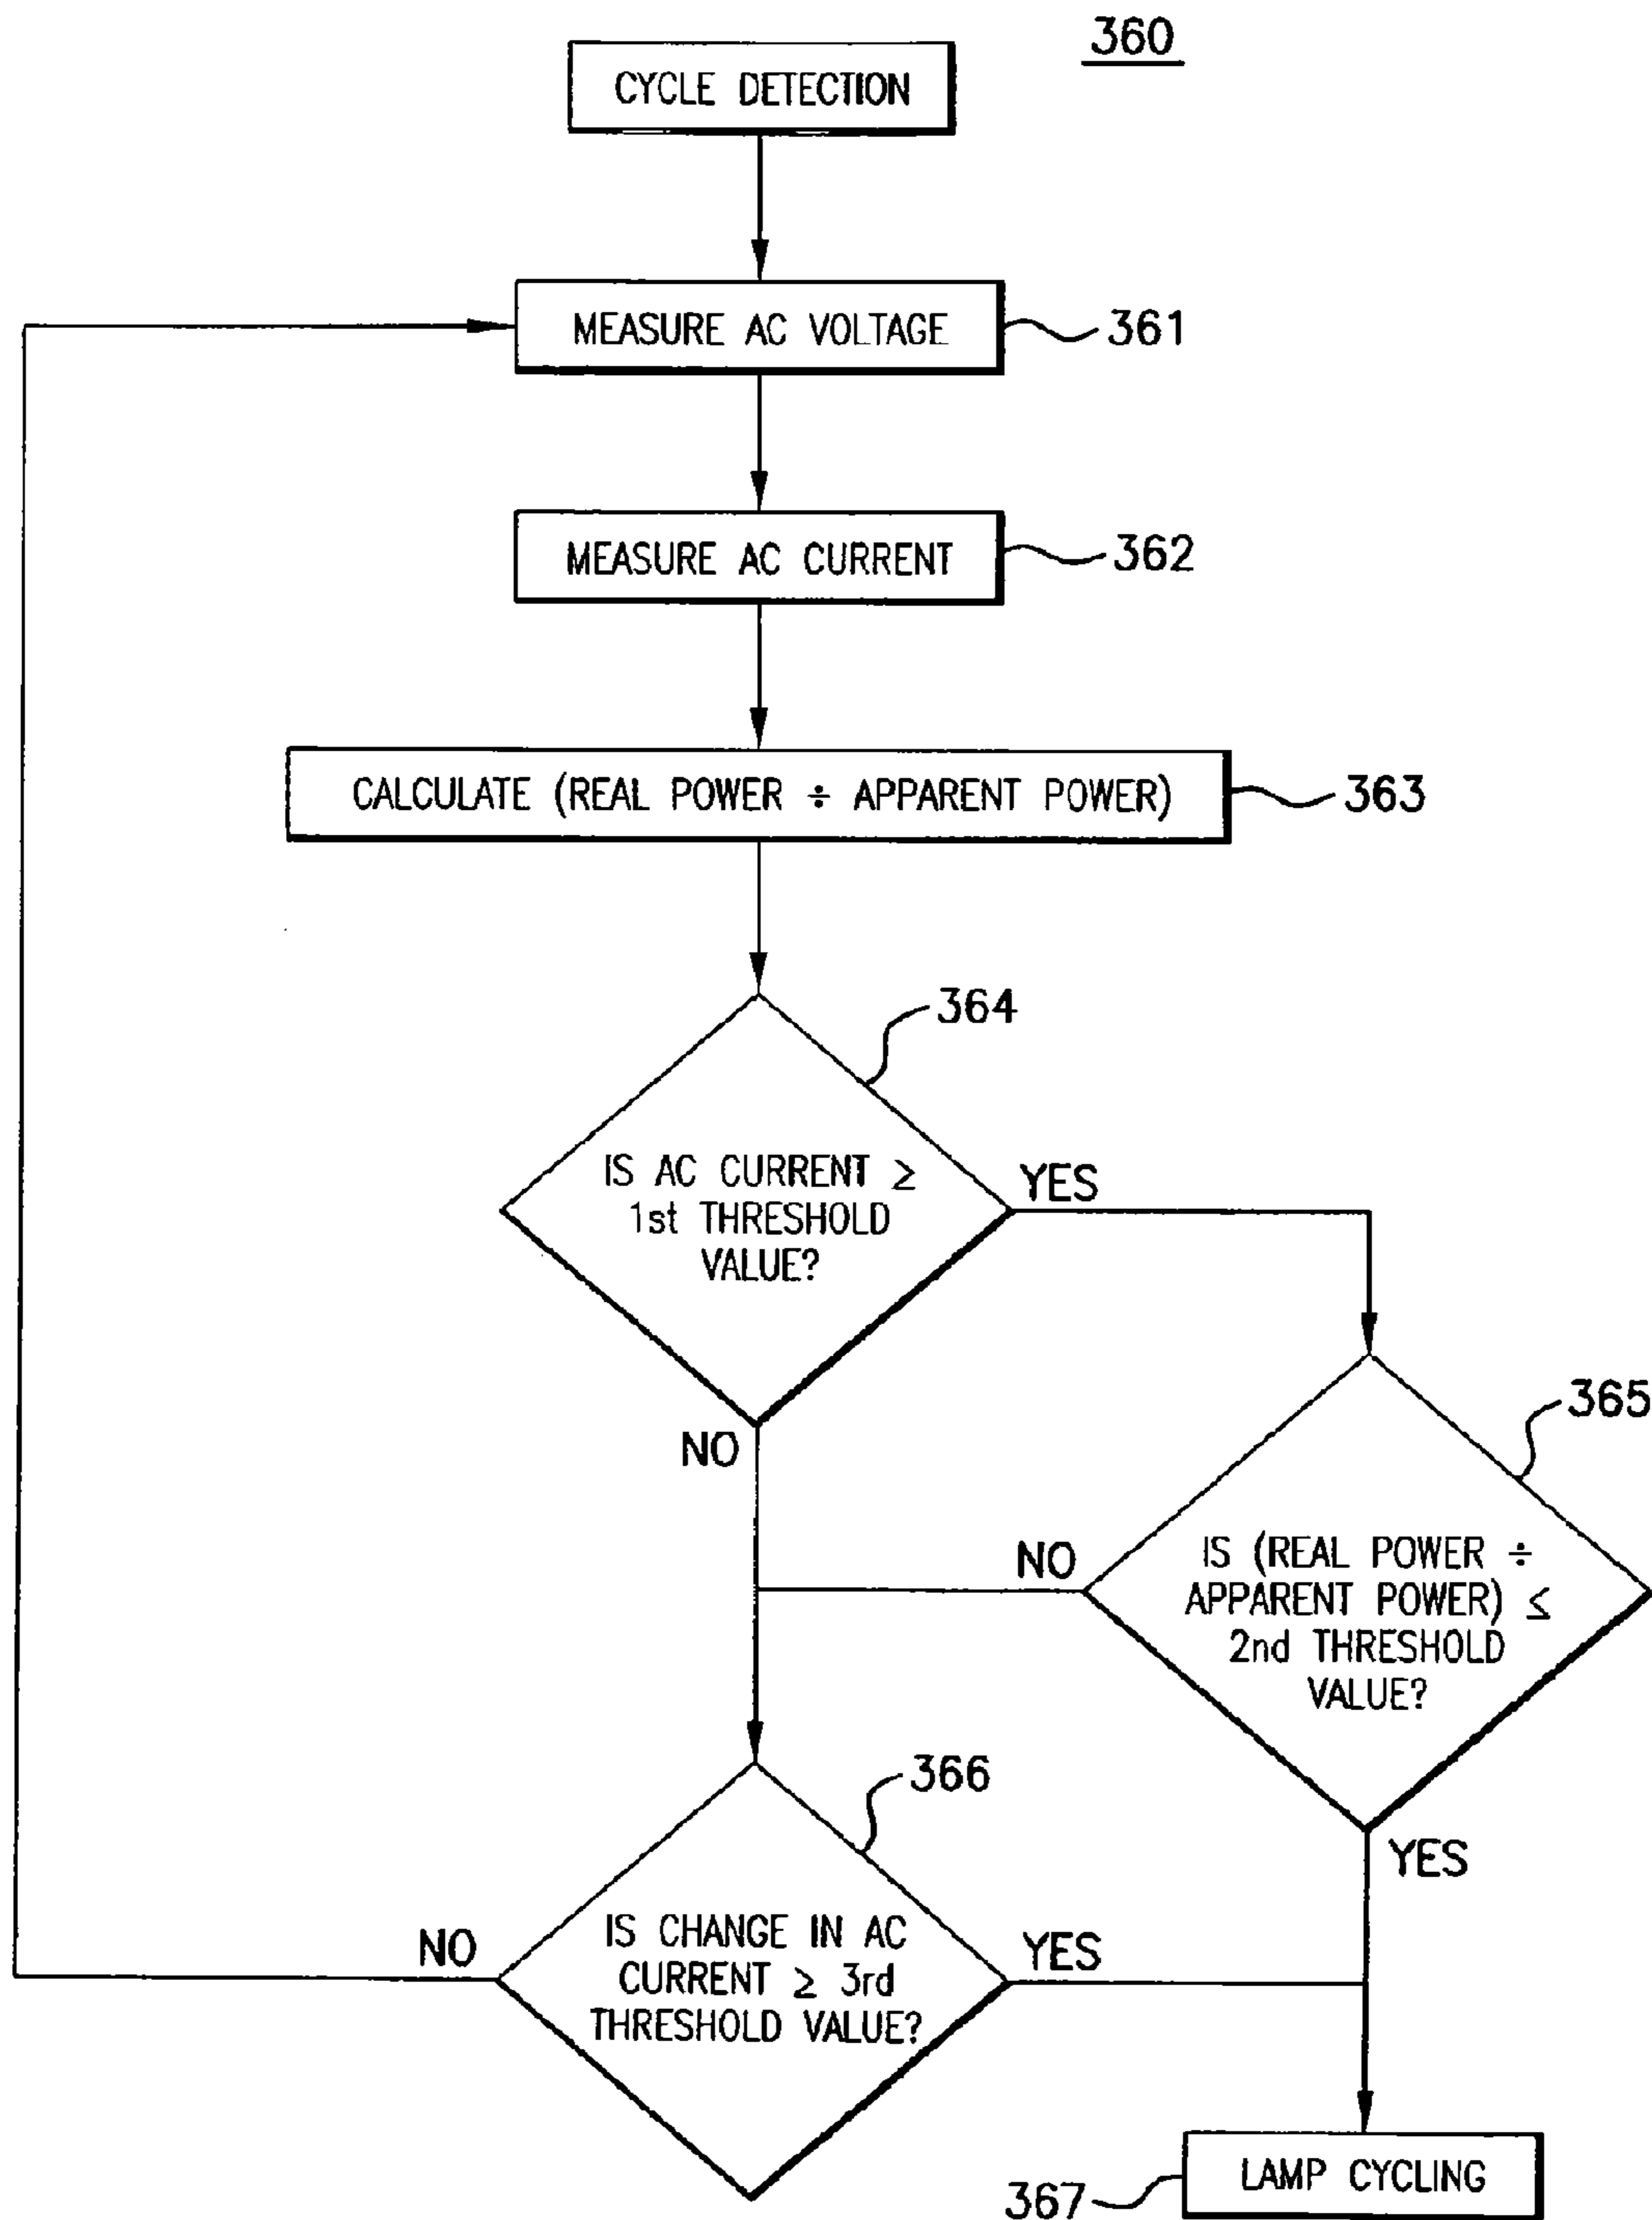 360
CYCLE DETECTION
MEASURE AC VOLTAGE
361
MEASURE AC CURRENT
362
CALCULATE (REAL POWER ÷ APPARENT POWER)
363
364
IS AC CURRENT ≥
1st THRESHOLD
VALUE?
YES
NO
365
IS (REAL POWER ÷
APPARENT POWER) ≤
2nd THRESHOLD
VALUE?
NO
YES
366
IS CHANGE IN AC
CURRENT ≥ 3rd
THRESHOLD VALUE?
NO
YES
LAMP CYCLING
367